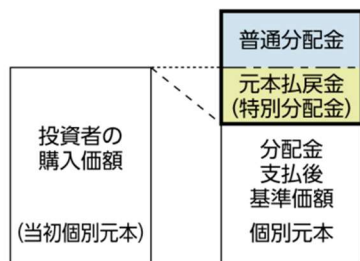 普通分配金
元本払戻金
(特別分配金)
投資者の
購入価額
(当初個別元本)
分配金
支払後
基準価額
個別元本